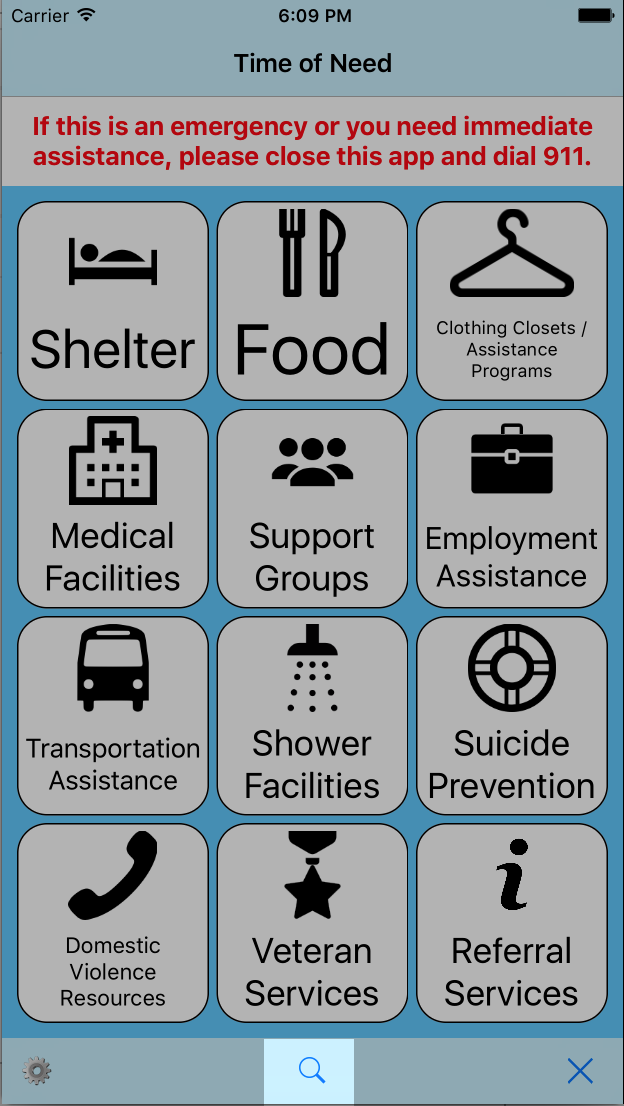 Carrier 6:09 PM
Time of Need
If this is an emergency or you need immediate
assistance, please close this app and dial 911.
Shelter
Food
Clothing Closets /
Assistance
Programs
Medical
Facilities
Support
Groups
Employment
Assistance
Transportation
Assistance
Shower
Facilities
Suicide
Prevention
Domestic
Violence
Resources
Veteran
Services
Referral
Services